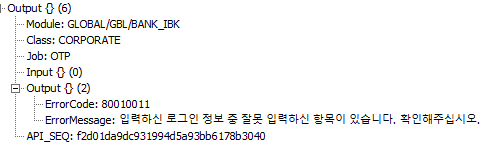 Output {} (6)
Module: GLOBAL/GBL/BANK_IBK
Class: CORPORATE
Job: OTP
Input {} (0)
Output {} (2)
ErrorCode: 80010011
ErrorMessage: 입력하신 로그인 정보 중 잘못 입력하신 항목이 있습니다. 확인해주십시오.
API_SEQ: f2d01da9dc931994d5a93bb6178b3040